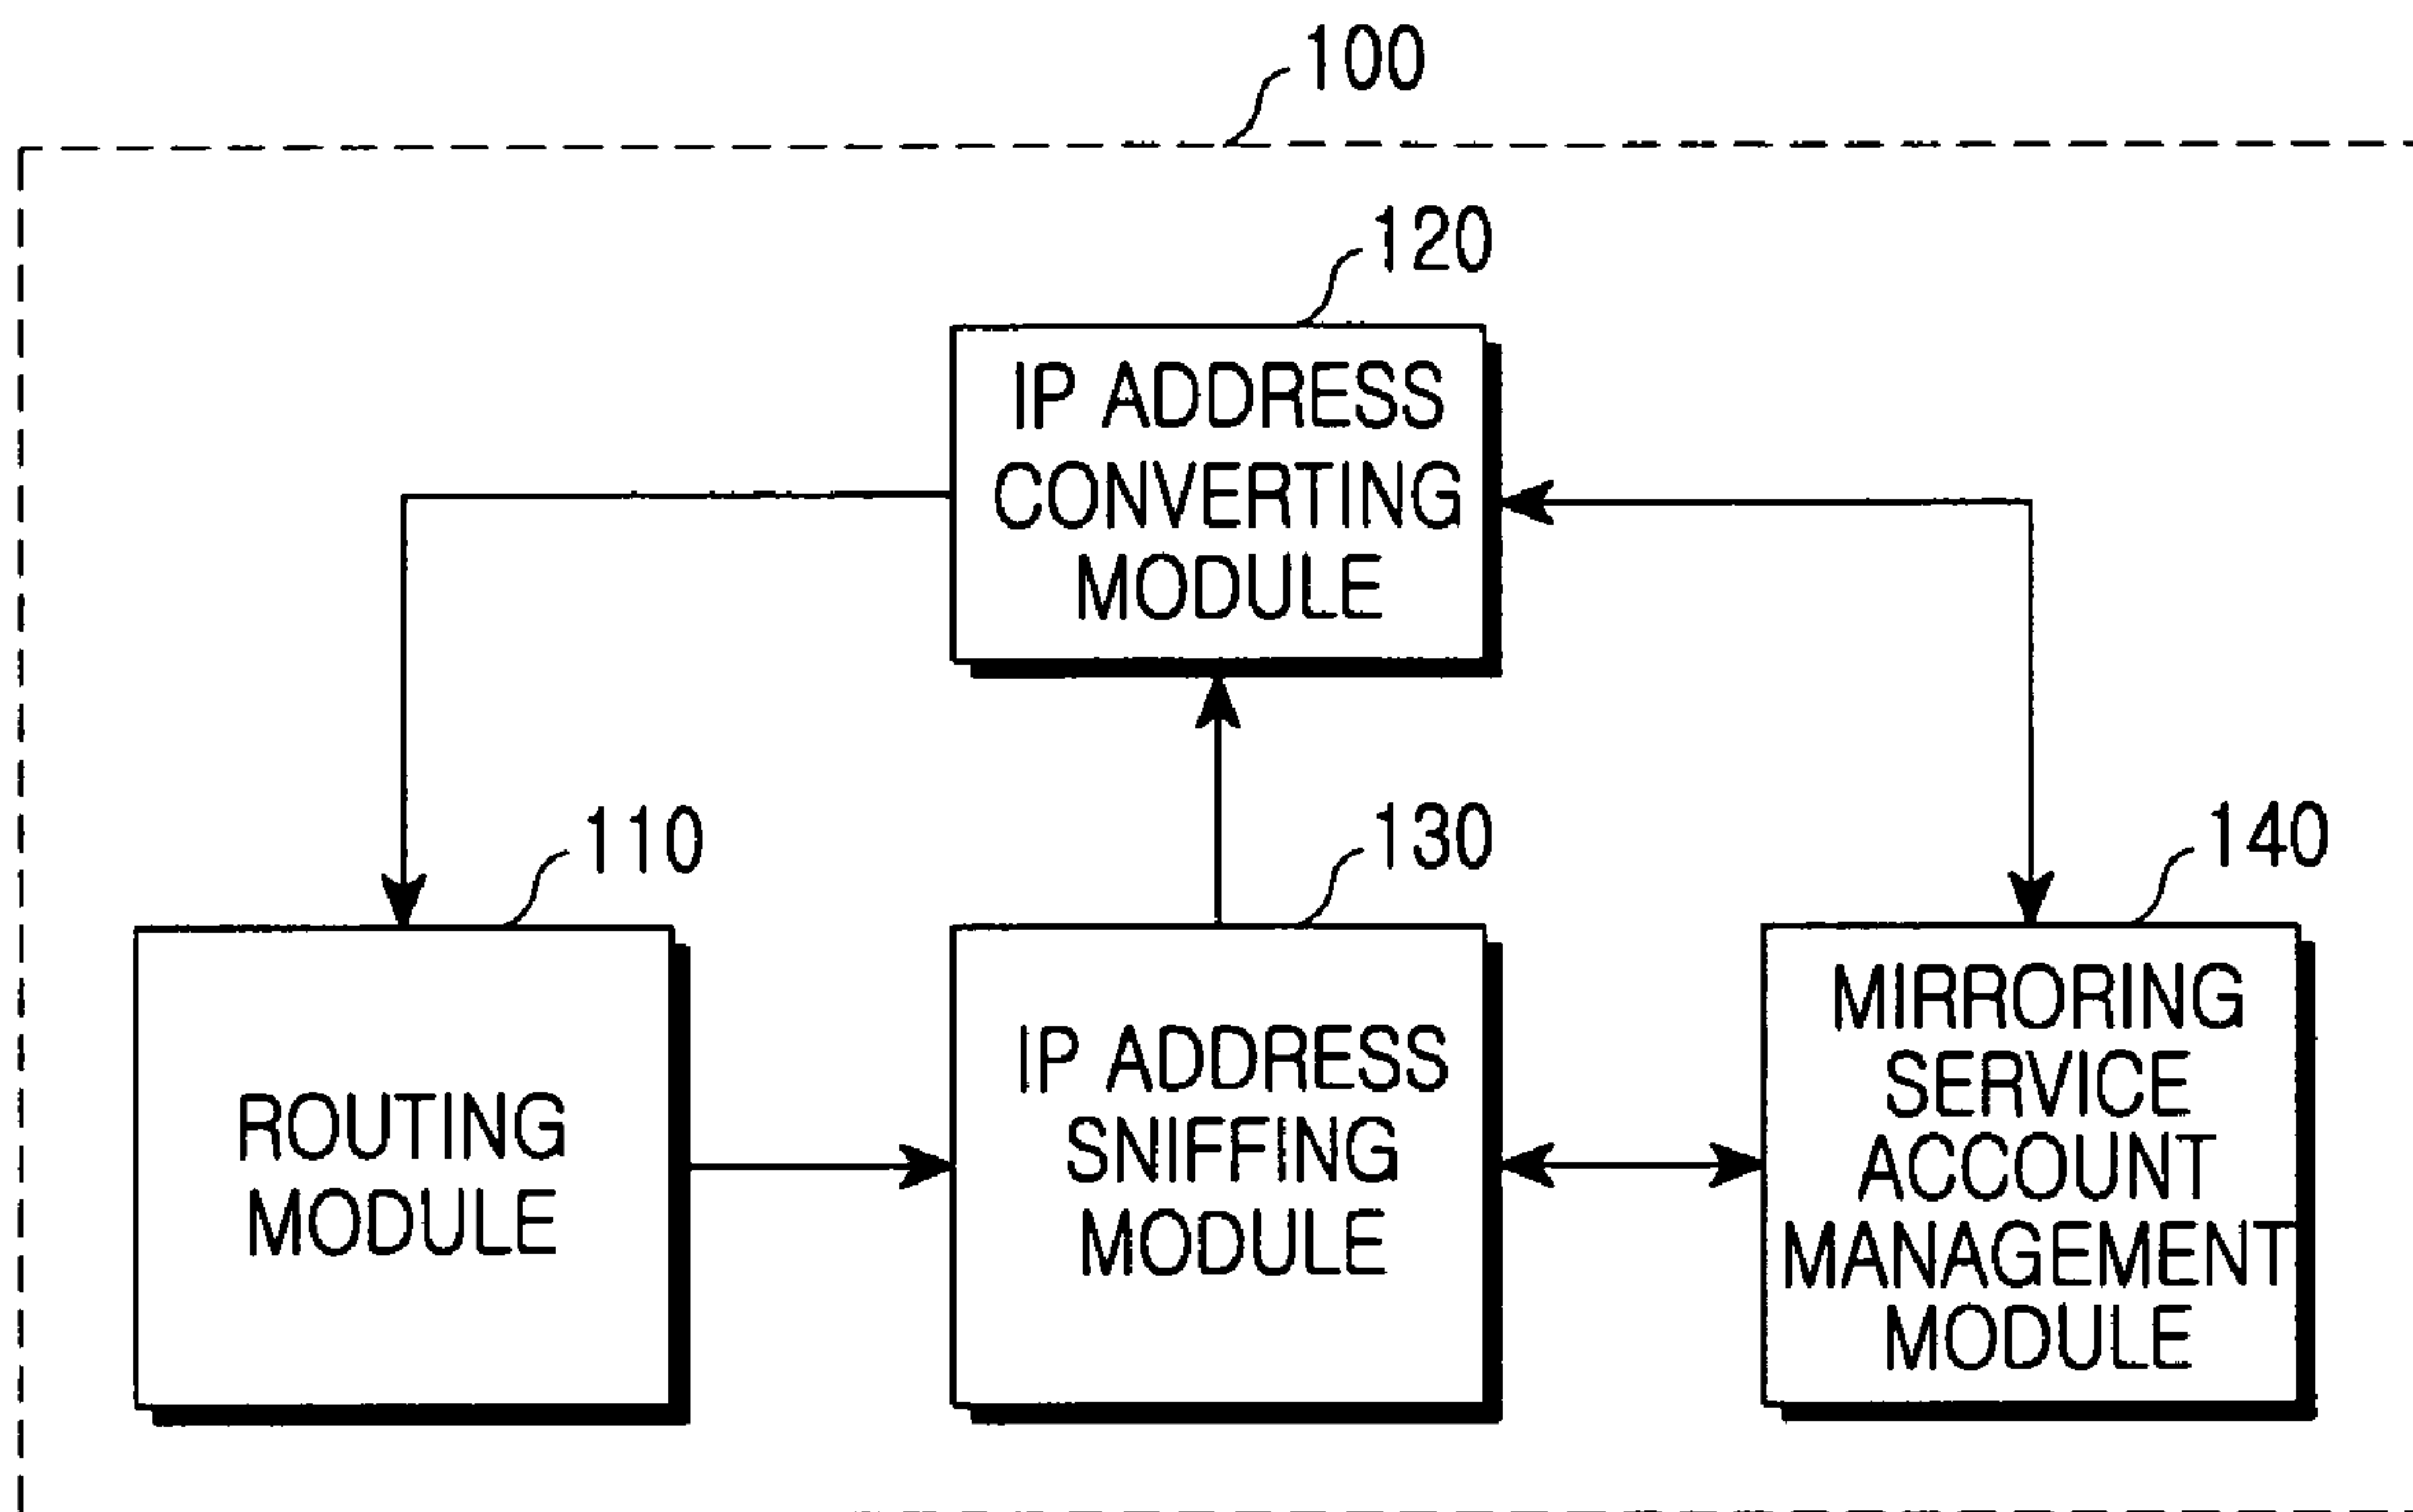 100
120
IP ADDRESS
CONVERTING
MODULE
110
130
140
ROUTING
MODULE
IP ADDRESS
SNIFFING
MODULE
MIRRORING
SERVICE
ACCOUNT
MANAGEMENT
MODULE